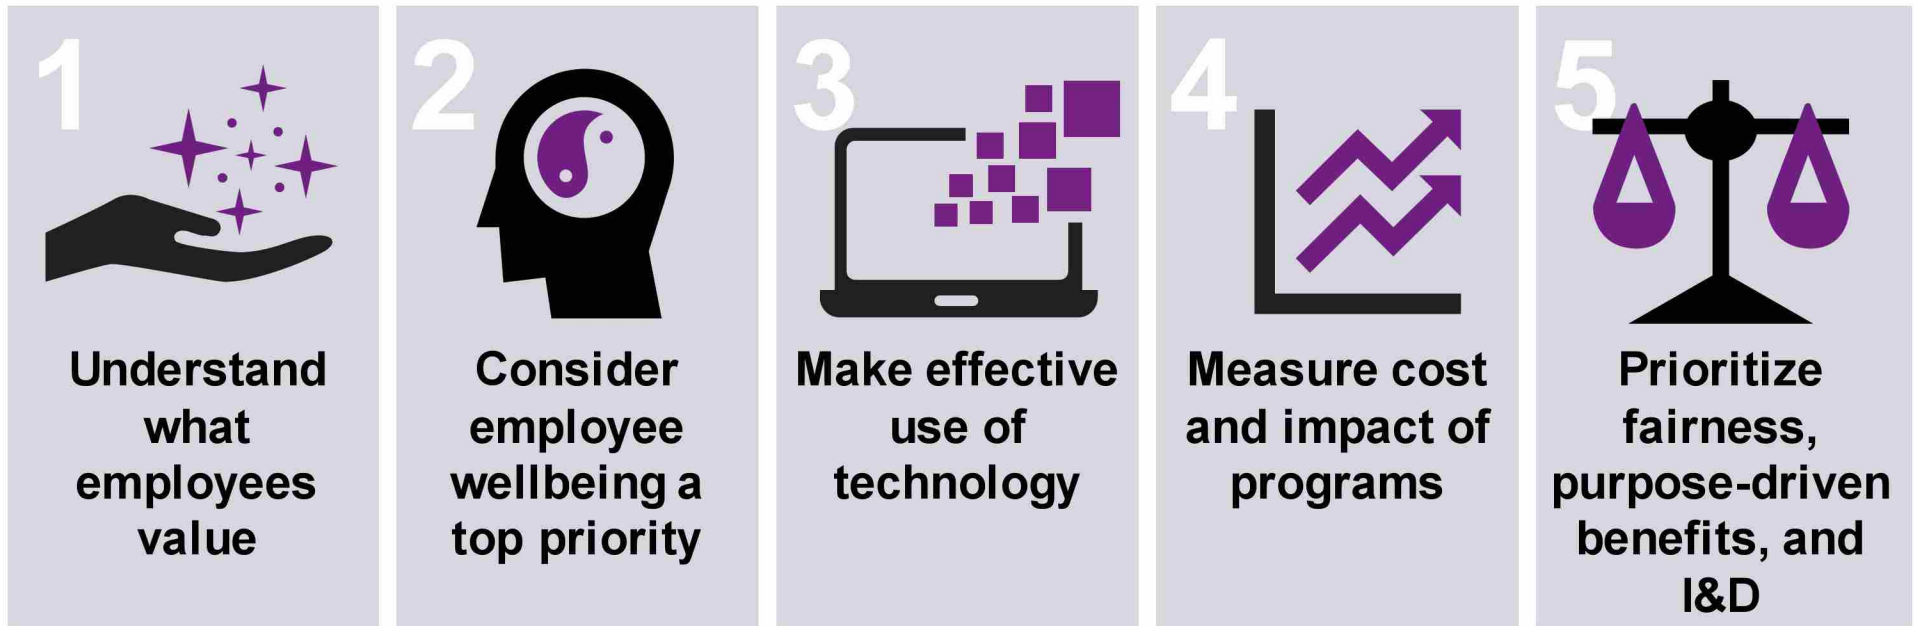 1
Understand
what
employees
value
2
Consider
employee
wellbeing a
top priority
3
Make effective
use of
technology
4
Measure cost
and impact of
programs
5
Prioritize
fairness,
purpose-driven
benefits, and
I&D